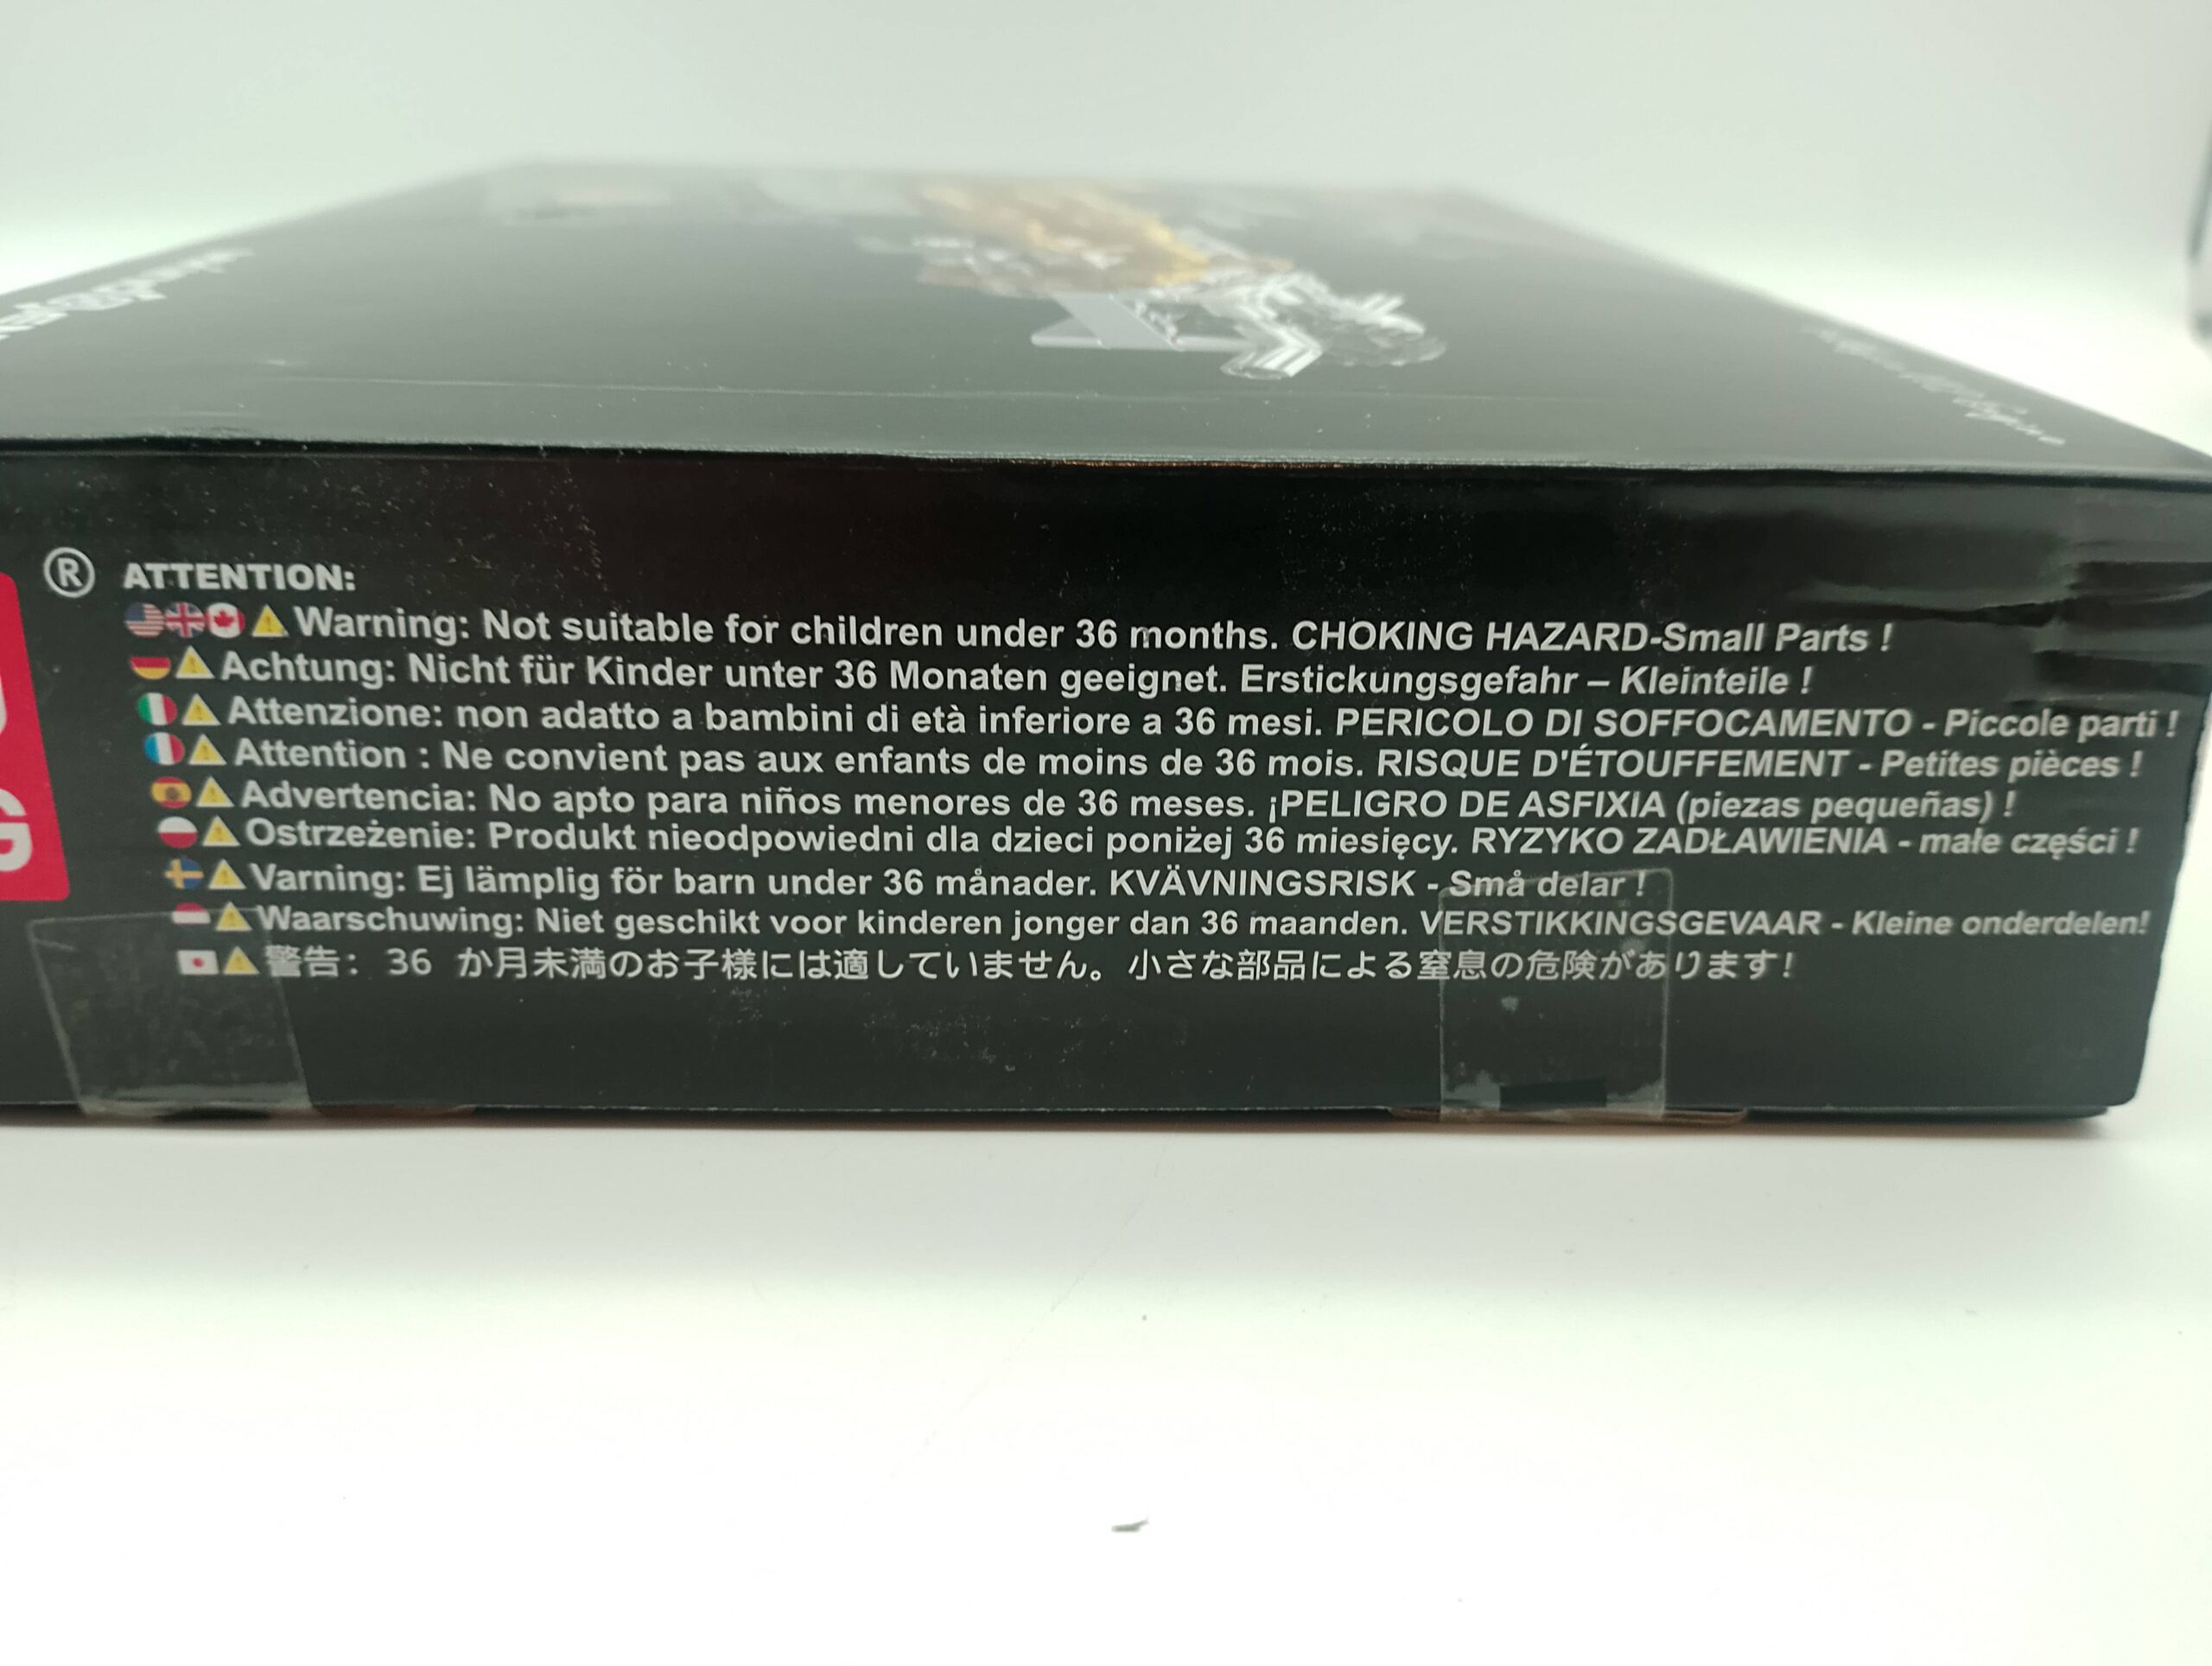 ® ATTENTION:
Warning: Not suitable for children under 36 months. CHOKING HAZARD-Small Parts !
Achtung: Nicht für Kinder unter 36 Monaten geeignet. Erstickungsgefahr – Kleinteile !
Attenzione: non adatto a bambini di età inferiore a 36 mesi. PERICOLO DI SOFFOCAMENTO - Piccole parti !
Attention : Ne convient pas aux enfants de moins de 36 mois. RISQUE D'ÉTOUFFEMENT - Petites pièces !
Advertencia: No apto para niños menores de 36 meses. ¡PELIGRO DE ASFIXIA (piezas pequeñas) !
Ostrzeżenie: Produkt nieodpowiedni dla dzieci poniżej 36 miesięcy. RYZYKO ZADŁAWIENIA - małe części !
Varning: Ej lämplig för barn under 36 månader. KVÄVNINGSRISK - Små delar !
Waarschuwing: Niet geschikt voor kinderen jonger dan 36 maanden. VERSTIKKINGSGEVAAR - Kleine onderdelen!
警告： 36 か月未満のお子様には適していません。 小さな部品による窒息の危険があります!